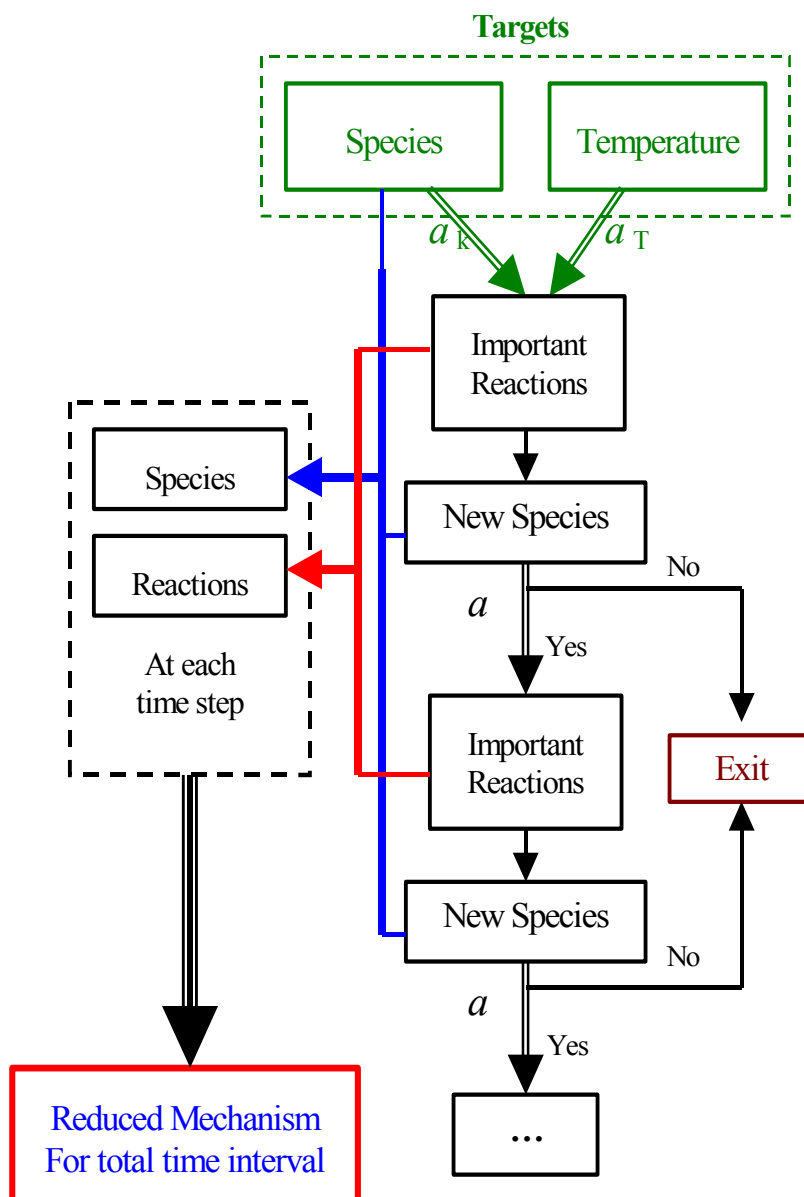 Targets
Species
Temperature
a k
a T
Important
Reactions
Species
New Species
Reactions
No
a
Yes
At each
time step
Important
Reactions
Exit
New Species
No
a
Yes
Reduced Mechanism
For total time interval
...